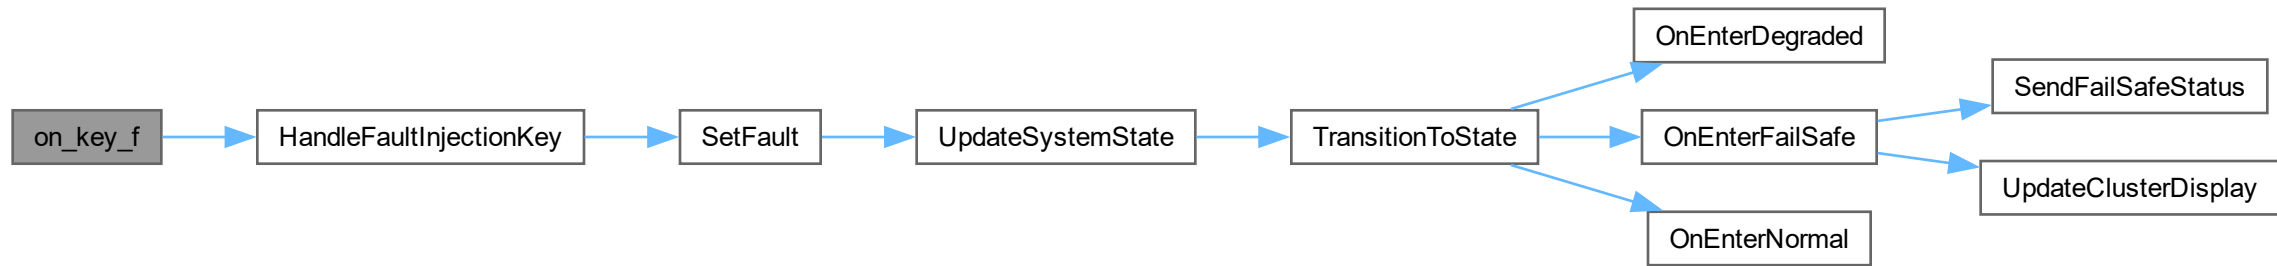 on_key_f
HandleFaultInjectionKey
SetFault
UpdateSystemState
TransitionToState
OnEnterDegraded
OnEnterFailSafe
OnEnterNormal
SendFailSafeStatus
UpdateClusterDisplay